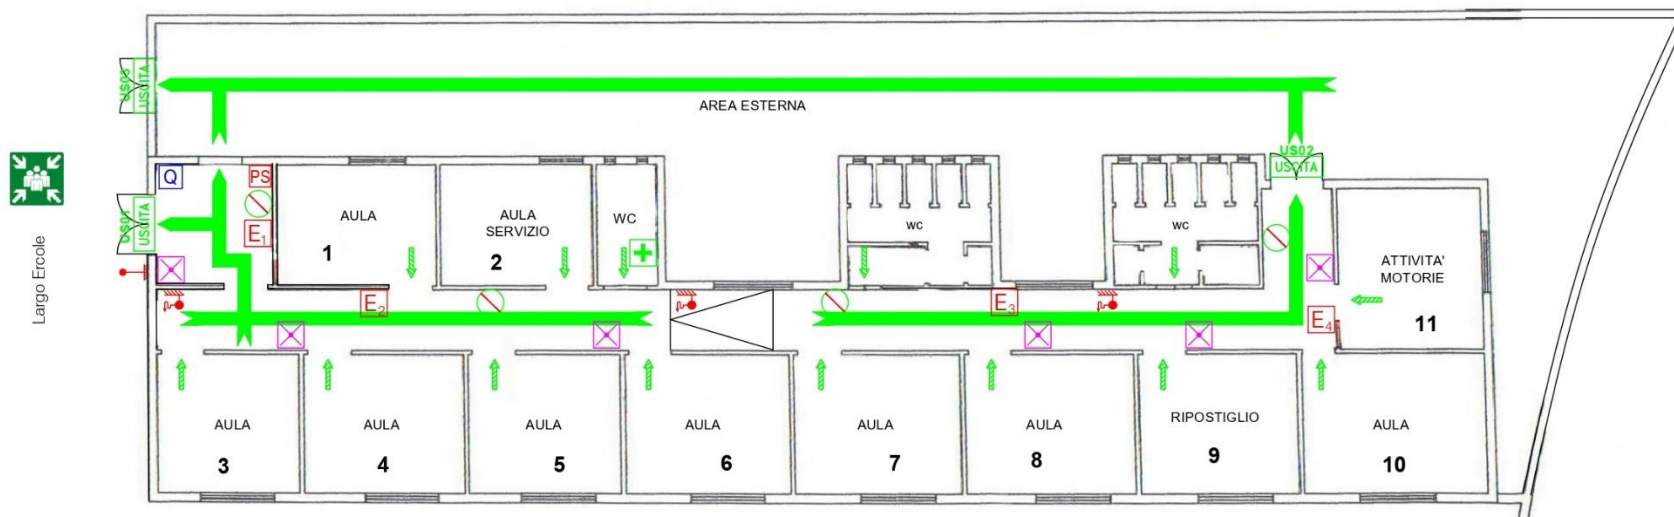 US03
USCITA
AREA ESTERNA
US02
USCITA
Q
PS
US01
USCITA
E1
Largo Ercole
AULA
1
AULA
SERVIZIO
2
WC
WC
WC
ATTIVITA'
MOTORIE
11
E2
E3
E4
AULA
3
AULA
4
AULA
5
AULA
6
AULA
7
AULA
8
RIPOSTIGLIO
9
AULA
10